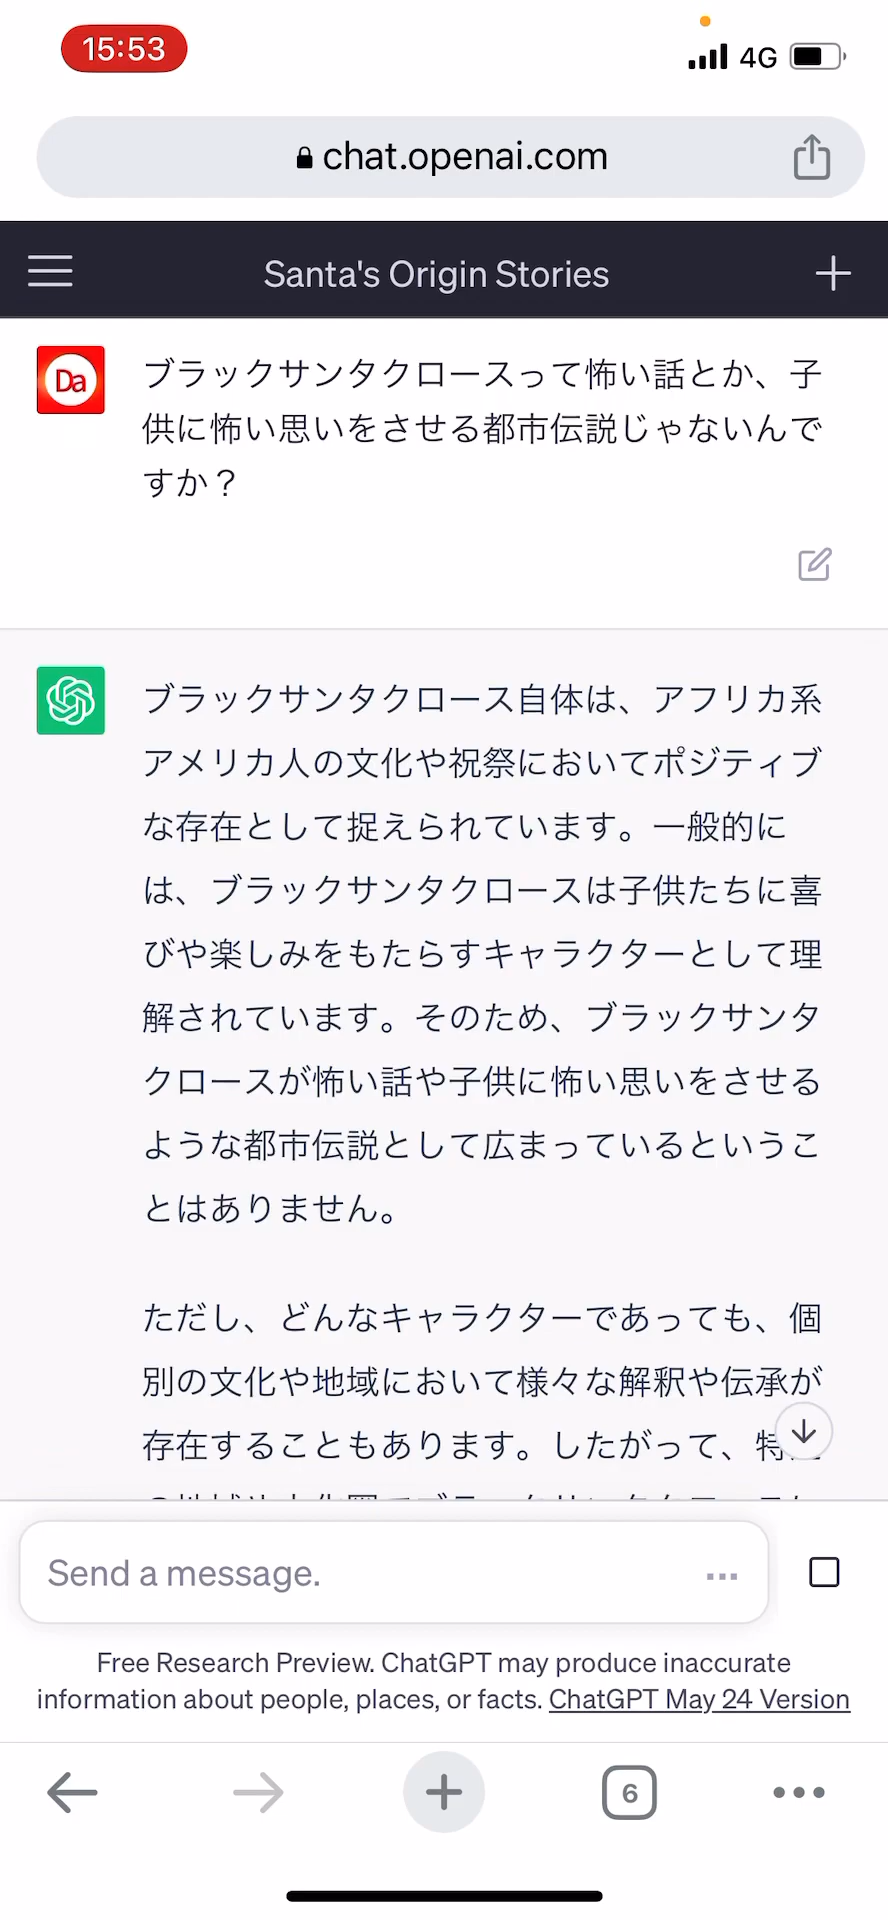 15:53
4G
chat.openai.com
Santa's Origin Stories
Da
ブラックサンタクロースって怖い話とか、子
供に怖い思いをさせる都市伝説じゃないんで
すか？
ブラックサンタクロース自体は、アフリカ系
アメリカ人の文化や祝祭においてポジティブ
な存在として捉えられています。一般的に
は、ブラックサンタクロースは子供たちに喜
びや楽しみをもたらすキャラクターとして理
解されています。そのため、ブラックサンタ
クロースが怖い話や子供に怖い思いをさせる
ような都市伝説として広まっているというこ
とはありません。
ただし、どんなキャラクターであっても、個
別の文化や地域において様々な解釈や伝承が
存在することもあります。したがって、特
Send a message.
Free Research Preview. ChatGPT may produce inaccurate
information about people, places, or facts. ChatGPT May 24 Version
6